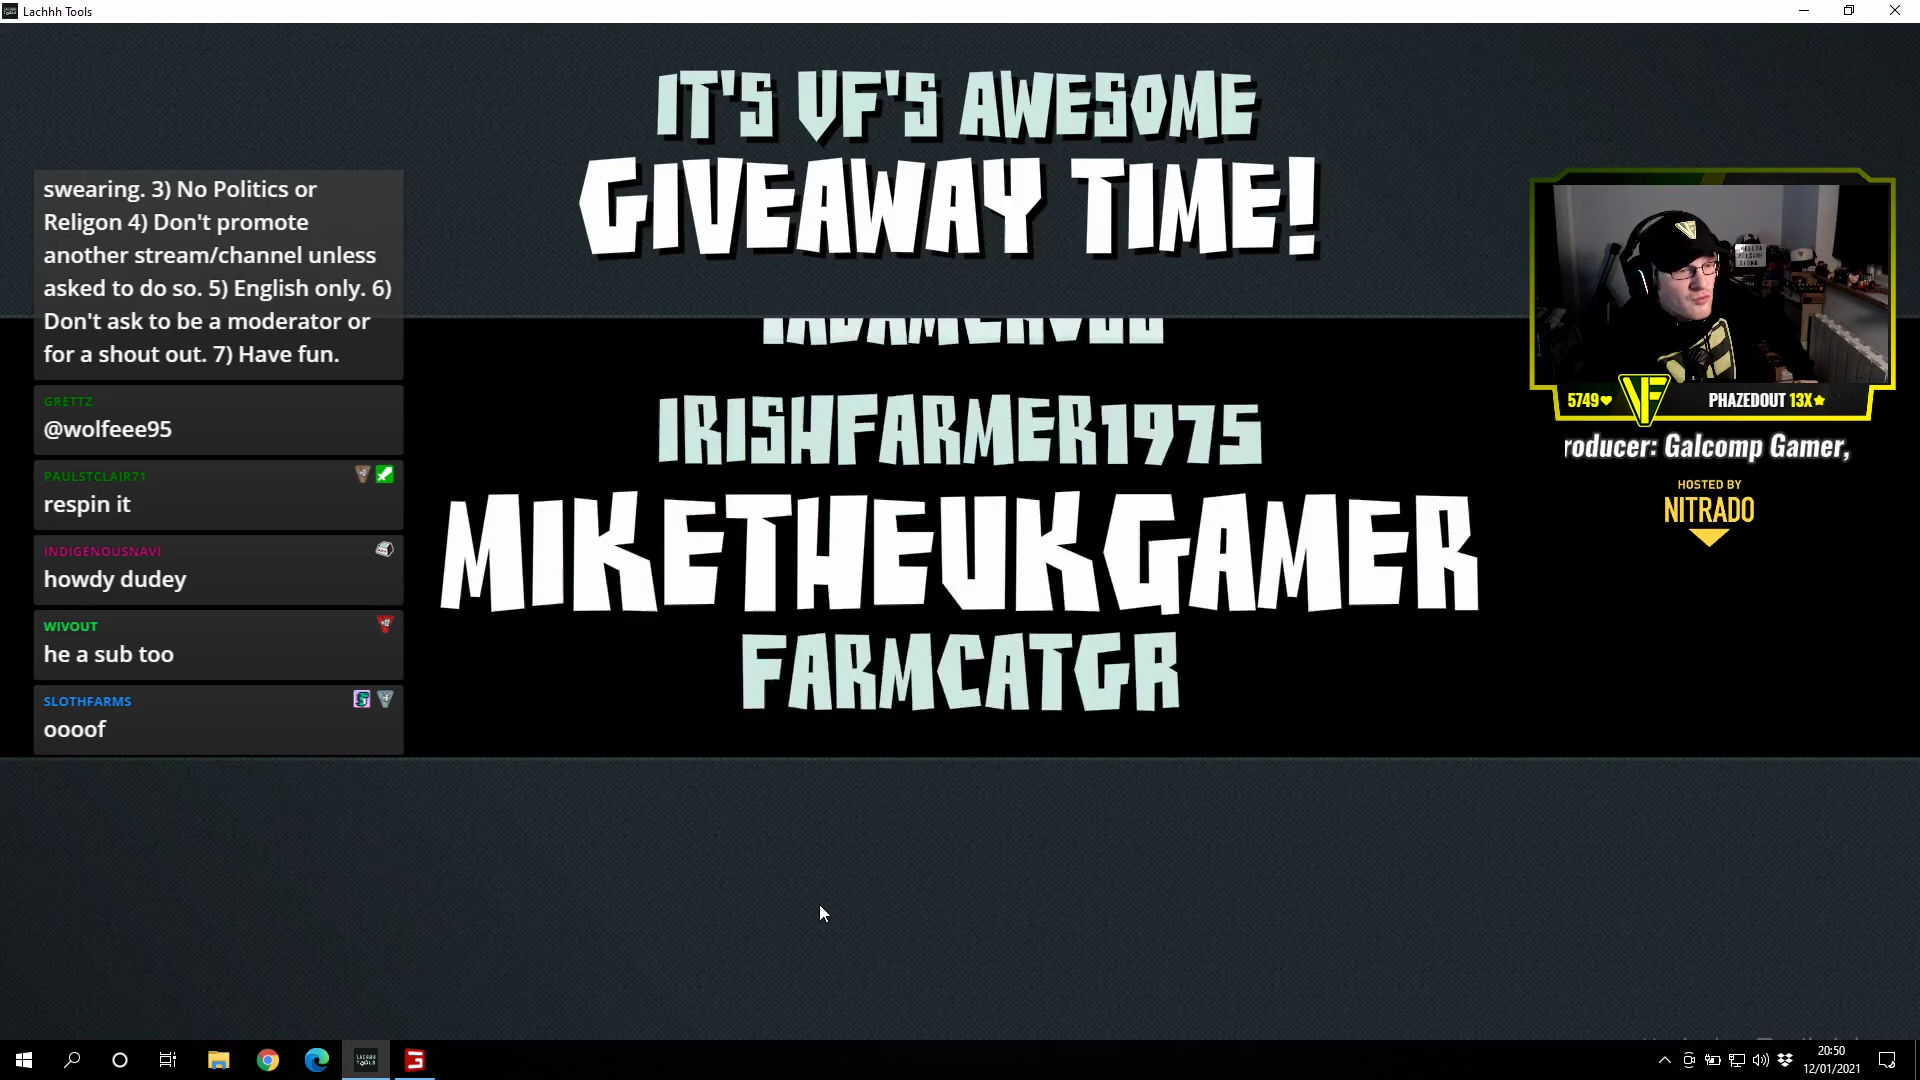 Lachhh Tools
IT'S VF'S AWESOME
GIVEAWAY TIME!
swearing. 3) No Politics or
Religon 4) Don't promote
another stream/channel unless
asked to do so. 5) English only. 6)
Don't ask to be a moderator or
for a shout out. 7) Have fun.
GRETTZ
@wolfeee95
PAULSTCLAIR71
respin it
INDIGENOUSNAVI
howdy dudey
WIVOUT
he a sub too
SLOTHFARMS
oooof
IRISHFARMER1975
MIKETHEUKGAMER
FARMCATGR
5749
VF
PHAZEDOUT 13X
roducer: Galcomp Gamer,
HOSTED BY
NITRADO
LACHHH
TOOLS
20:50
12/01/2021